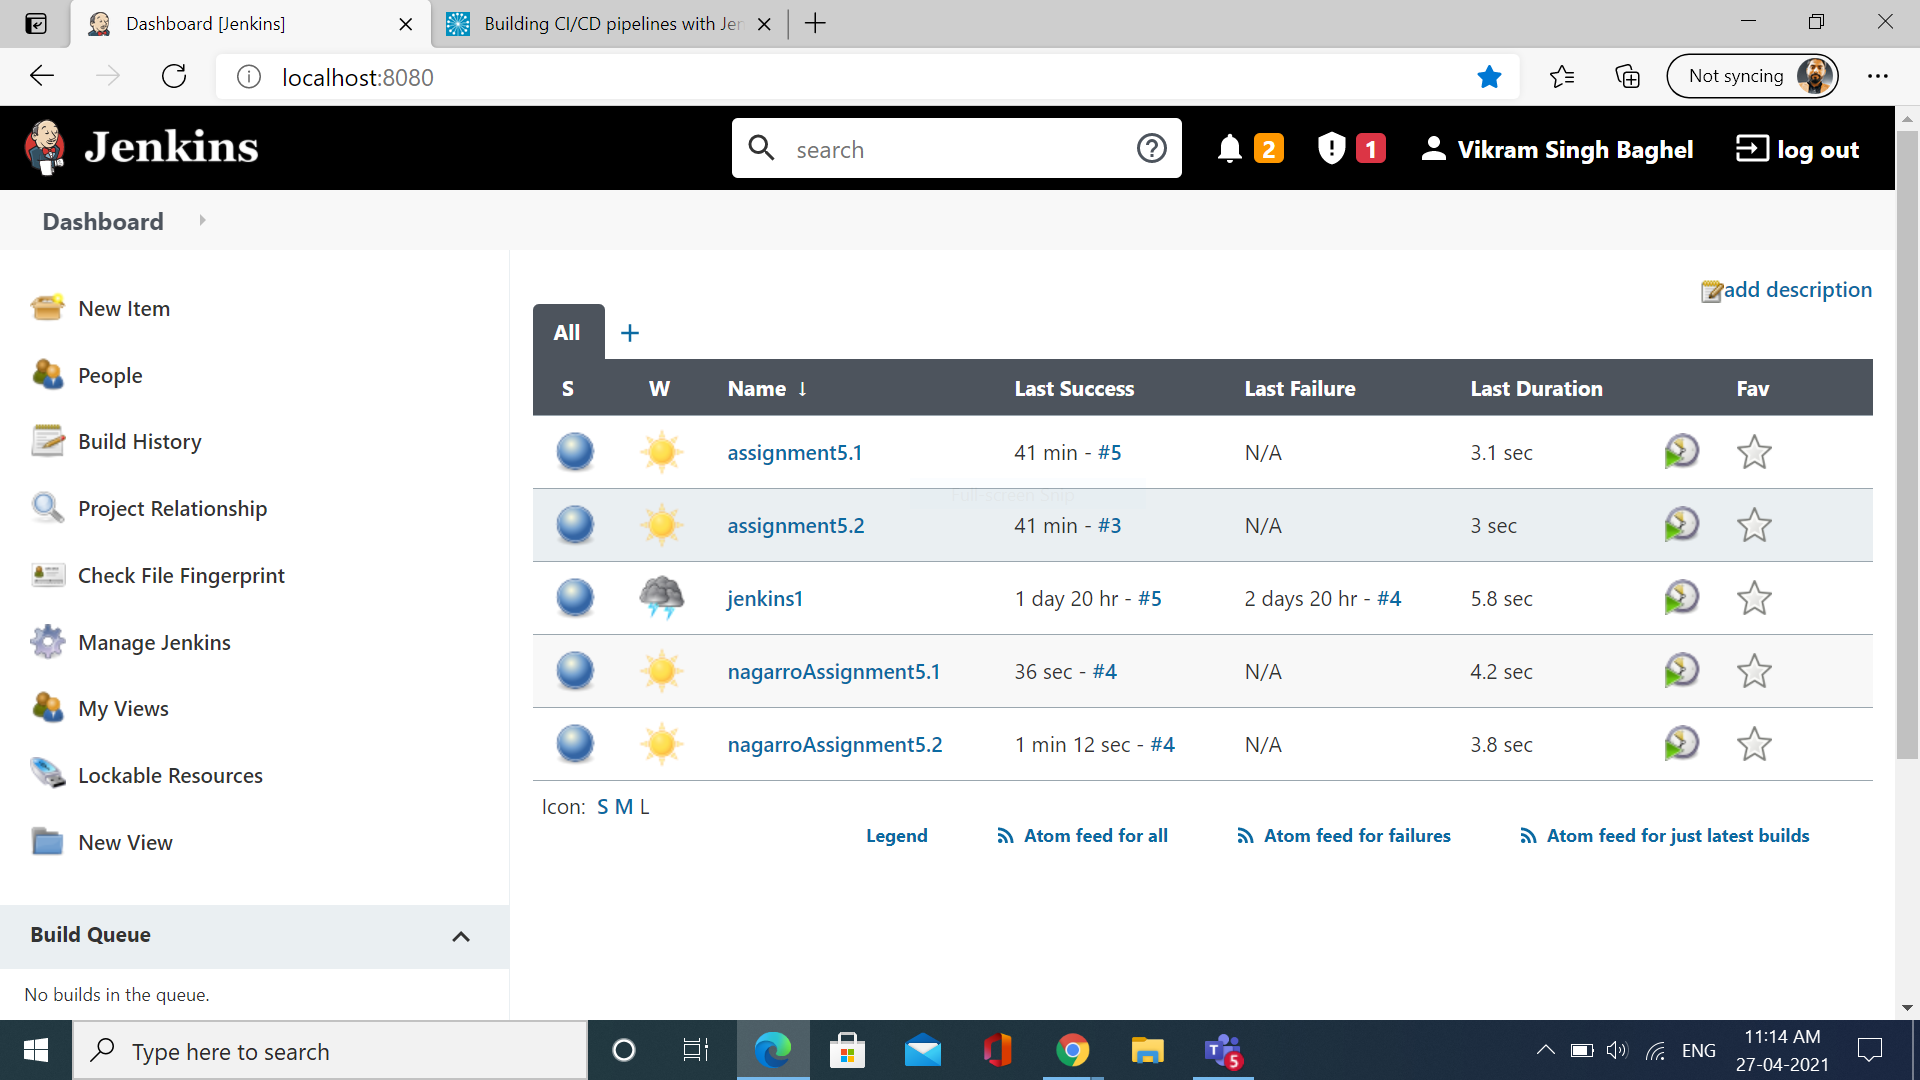 Dashboard [Jenkins]
Building CI/CD pipelines with Jen
localhost:8080
Not syncing
Jenkins
search
2
1
Vikram Singh Baghel
log out
Dashboard
New Item
People
Build History
Project Relationship
Check File Fingerprint
Manage Jenkins
My Views
Lockable Resources
New View
Build Queue
No builds in the queue.
add description
All +
S W Name ↓ Last Success Last Failure Last Duration Fav
assignment5.1 41 min - #5 N/A 3.1 sec
Full-screen Snip
assignment5.2 41 min - #3 N/A 3 sec
jenkins1 1 day 20 hr - #5 2 days 20 hr - #4 5.8 sec
nagarroAssignment5.1 36 sec - #4 N/A 4.2 sec
nagarroAssignment5.2 1 min 12 sec - #4 N/A 3.8 sec
Icon: S M L
Legend Atom feed for all Atom feed for failures Atom feed for just latest builds
Type here to search
T
5
ENG
11:14 AM
27-04-2021